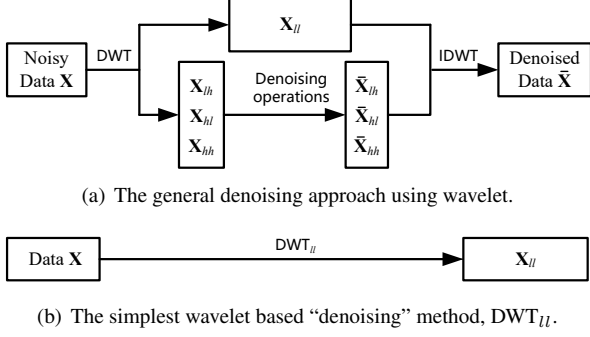 Noisy
Data X
DWT
X_ll
X_lh
X_hl
X_hh
Denoising
operations
X̄_lh
X̄_hl
X̄_hh
IDWT
Denoised
Data X̄
(a) The general denoising approach using wavelet.
Data X
DWT_ll
X_ll
(b) The simplest wavelet based “denoising” method, DWT_ll.